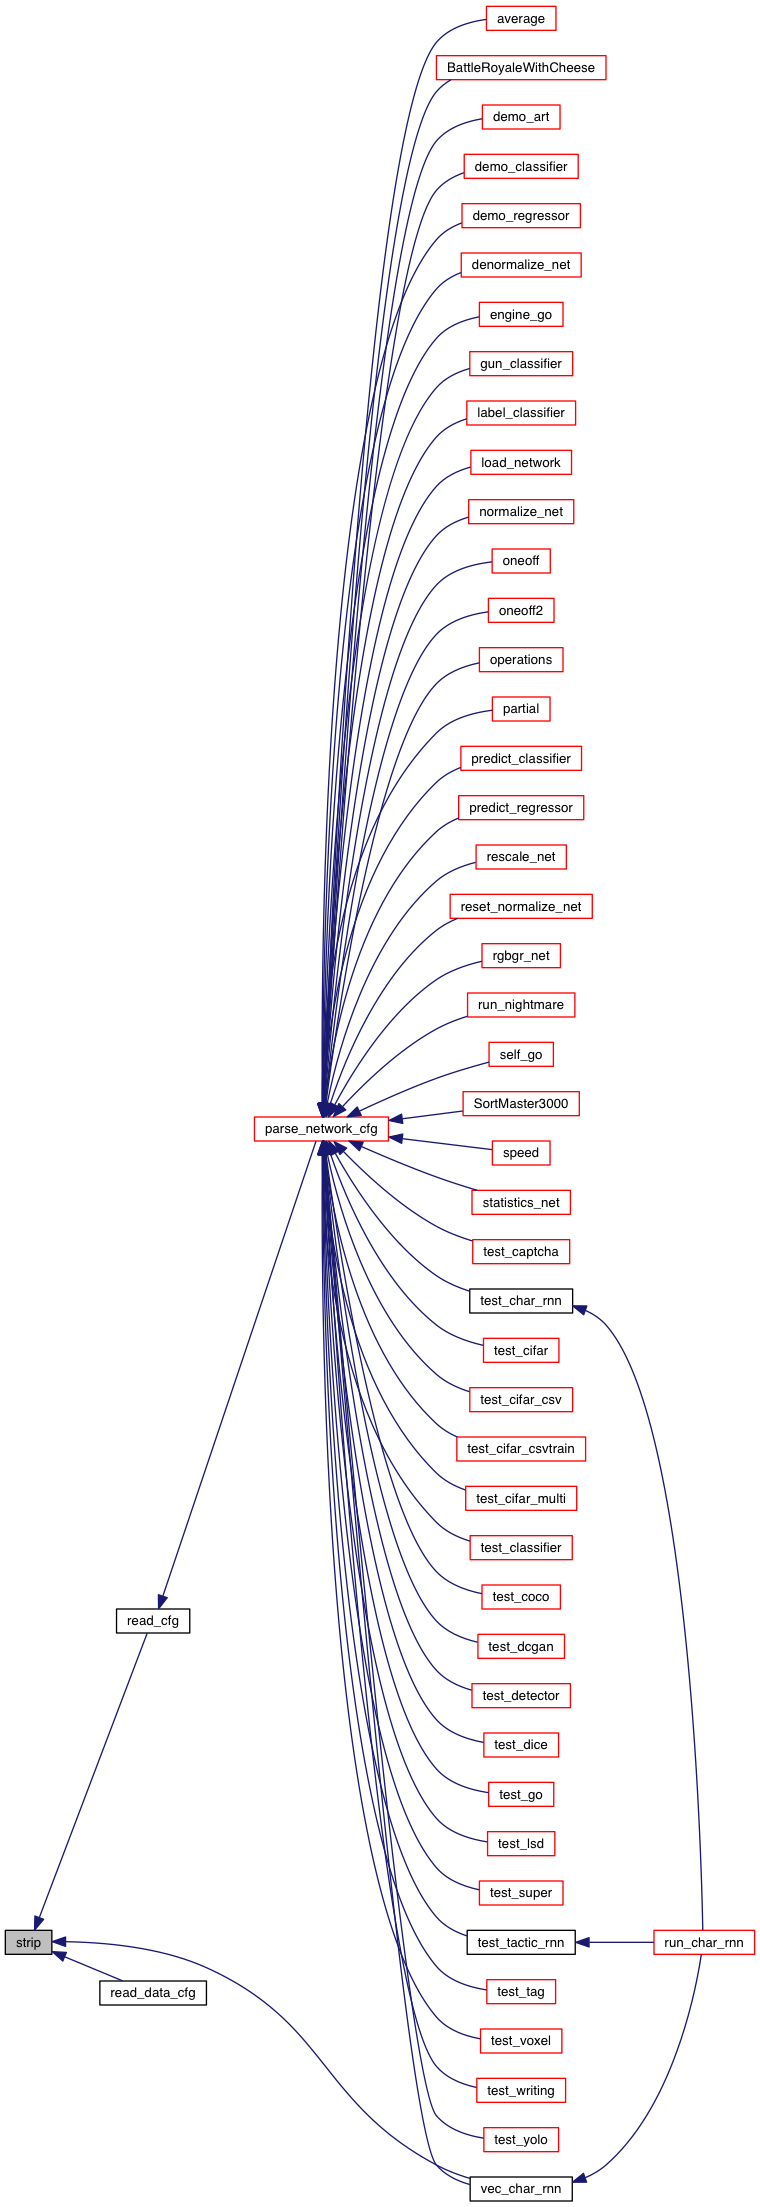 average
BattleRoyaleWithCheese
demo_art
demo_classifier
demo_regressor
denormalize_net
engine_go
gun_classifier
label_classifier
load_network
normalize_net
oneoff
oneoff2
operations
partial
predict_classifier
predict_regressor
rescale_net
reset_normalize_net
rgbgr_net
run_nightmare
self_go
SortMaster3000
parse_network_cfg
speed
statistics_net
test_captcha
test_char_rnn
test_cifar
test_cifar_csv
test_cifar_csvtrain
test_cifar_multi
test_classifier
test_coco
read_cfg
test_dcgan
test_detector
test_dice
test_go
test_lsd
test_super
strip
test_tactic_rnn
run_char_rnn
read_data_cfg
test_tag
test_voxel
test_writing
test_yolo
vec_char_rnn